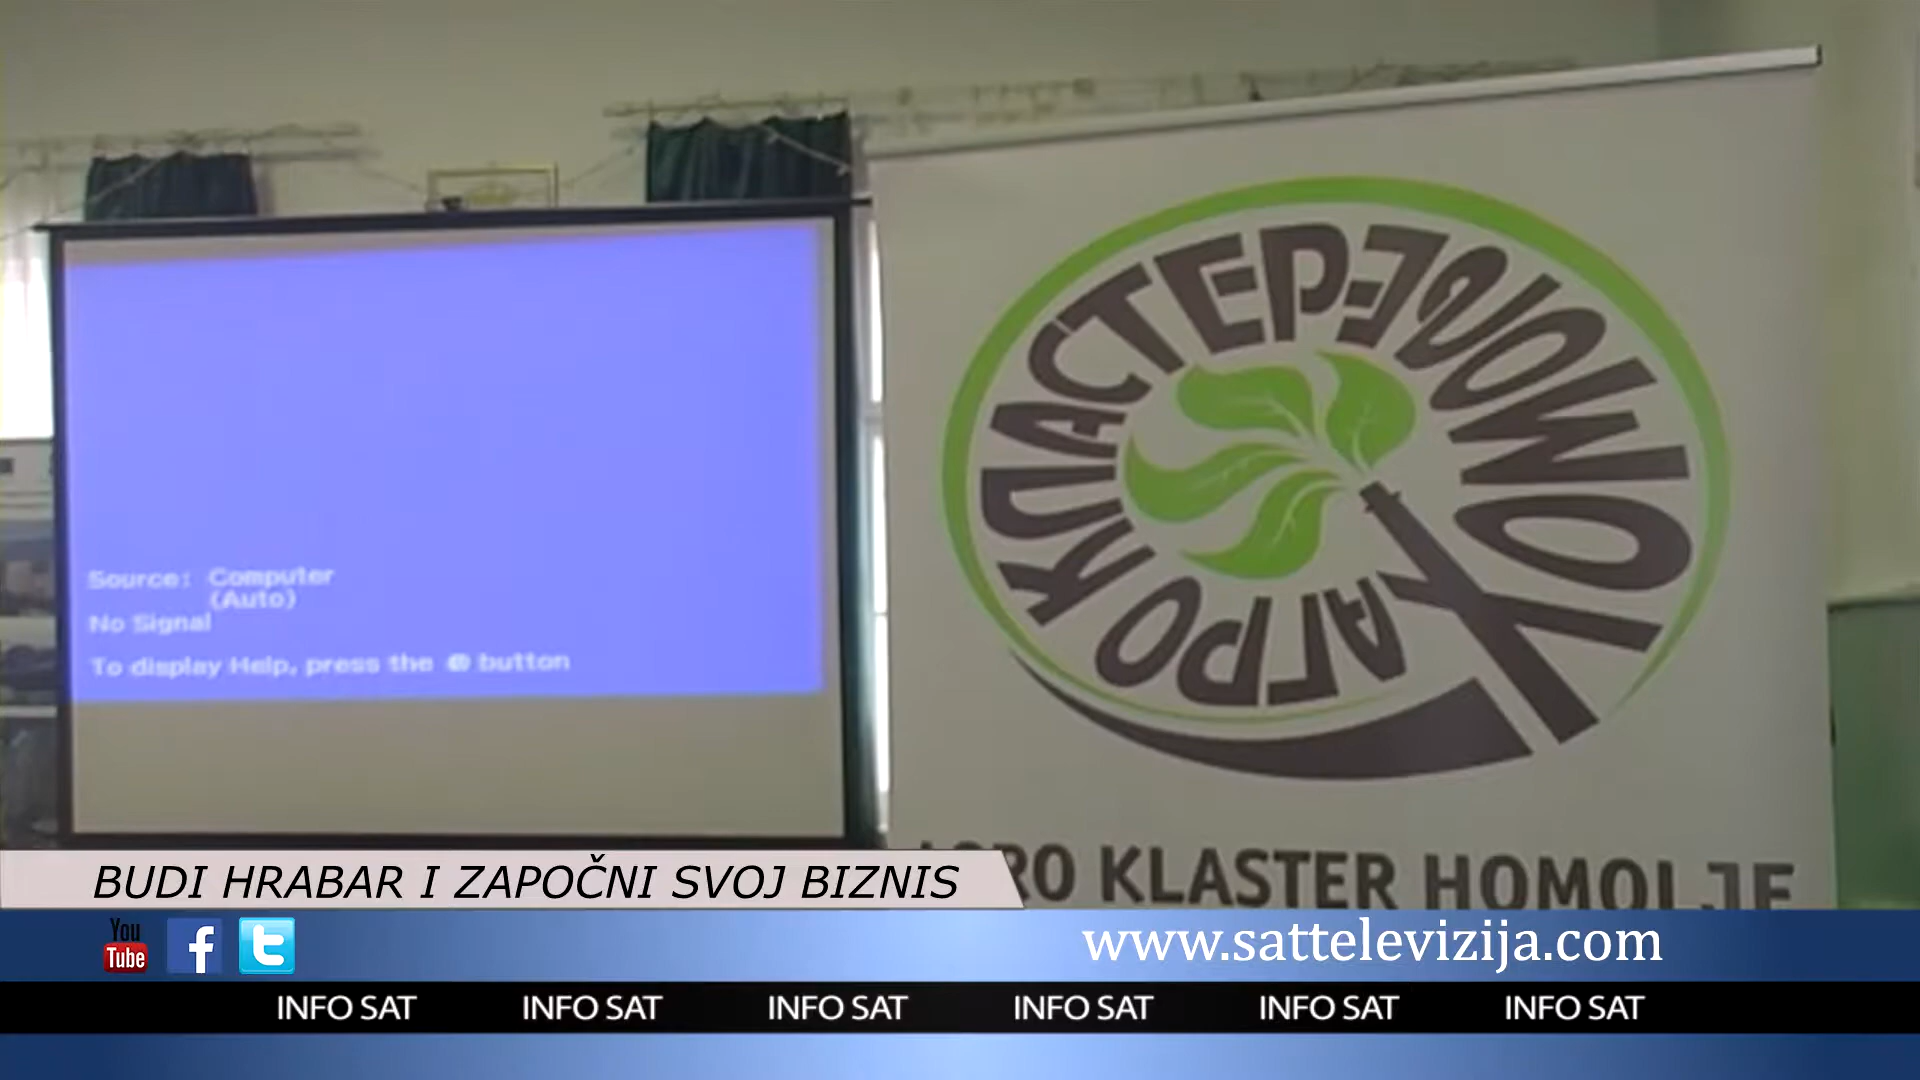 Source: Computer
(Auto)
No Signal
To display Help, press the button
АГРО КЛАСТЕР ХОМОЉЕ
AGRO KLASTER HOMOLJE
BUDI HRABAR I ZAPOČNI SVOJ BIZNIS
You
Tube
www.sattelevizija.com
INFO SAT INFO SAT INFO SAT INFO SAT INFO SAT INFO SAT